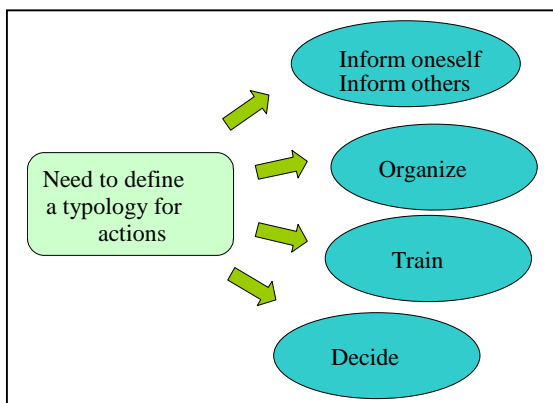 Inform oneself
Inform others
Need to define
a typology for
actions
Organize
Train
Decide